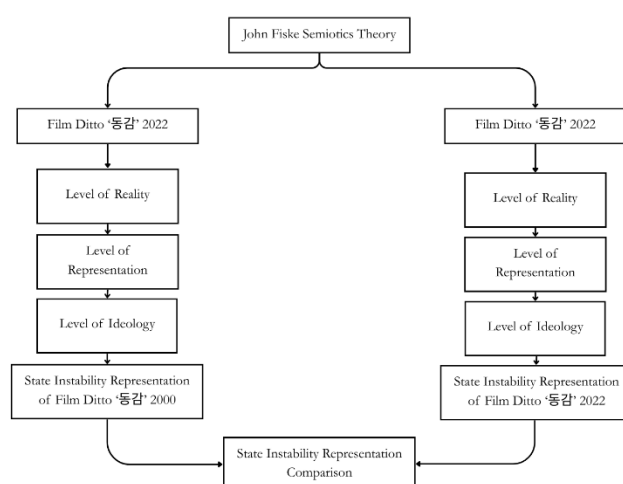 John Fiske Semiotics Theory
Film Ditto ‘동감’ 2022
Level of Reality
Level of
Representation
Level of Ideology
State Instability Representation
of Film Ditto ‘동감’ 2000
Film Ditto ‘동감’ 2022
Level of Reality
Level of
Representation
Level of Ideology
State Instability Representation
of Film Ditto ‘동감’ 2022
State Instability Representation
Comparison